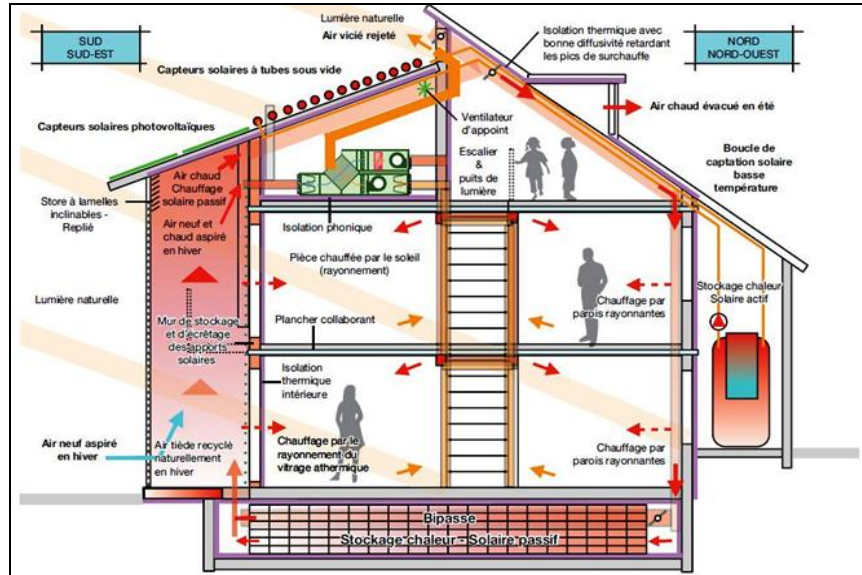 SUD
SUD-EST
Lumière naturelle
Air vicié rejeté
Isolation thermique avec
bonne diffusivité retardant
les pics de surchauffe
NORD
NORD-OUEST
Capteurs solaires à tubes sous vide
Air chaud évacué en été
Capteurs solaires photovoltaïques
Ventilateur
d'appoint
Boucle de
captation solaire
basse
température
Escalier
&
puits de
lumière
Air chaud
Chauffage
solaire passif
Store à lamelles
inclinables -
Replié
Air neuf et
chaud aspiré
en hiver
Isolation phonique
Pièce chauffée par le soleil
(rayonnement)
Stockage chaleur-
Solaire actif
Lumière naturelle
Chauffage par
parois rayonnantes
Mur de stockage
et d'écrêtage
des apports
solaires
Plancher collaborant
Isolation
thermique
intérieure
Air neuf aspiré
en hiver
Air tiède recyclé
naturellement
en hiver
Chauffage par le
rayonnement du
vitrage athermique
Chauffage par
parois rayonnantes
Bipasse
Stockage chaleur - Solaire passif